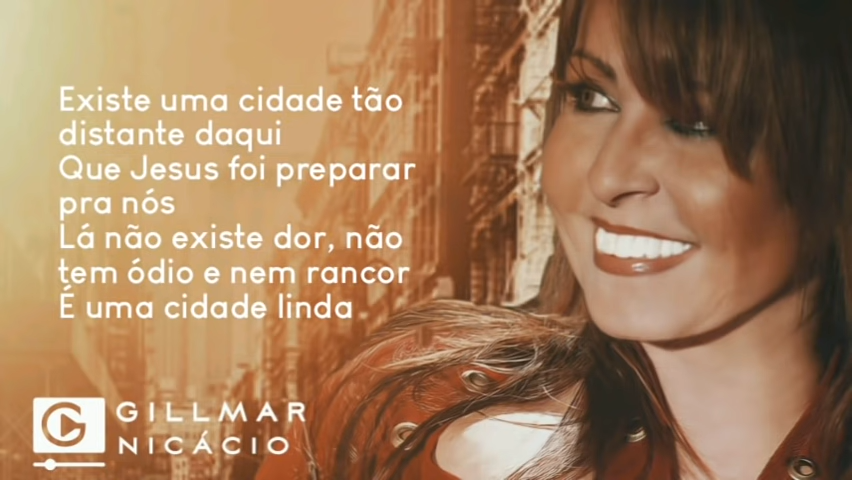 Existe uma cidade tão
distante daqui
Que Jesus foi preparar
pra nós
Lá não existe dor, não
tem ódio e nem rancor
É uma cidade linda
G
GILLMAR
NICÁCIO